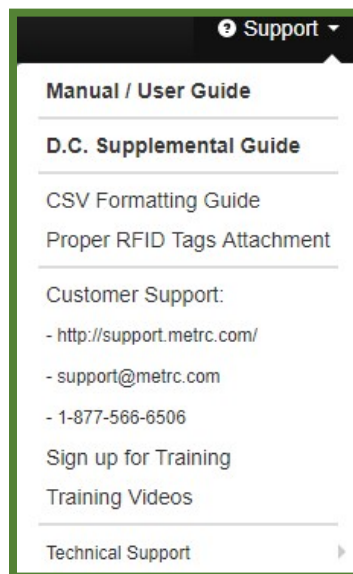 Support
Manual / User Guide
D.C. Supplemental Guide
CSV Formatting Guide
Proper RFID Tags Attachment
Customer Support:
- http://support.metrc.com/
- support@metrc.com
- 1-877-566-6506
Sign up for Training
Training Videos
Technical Support